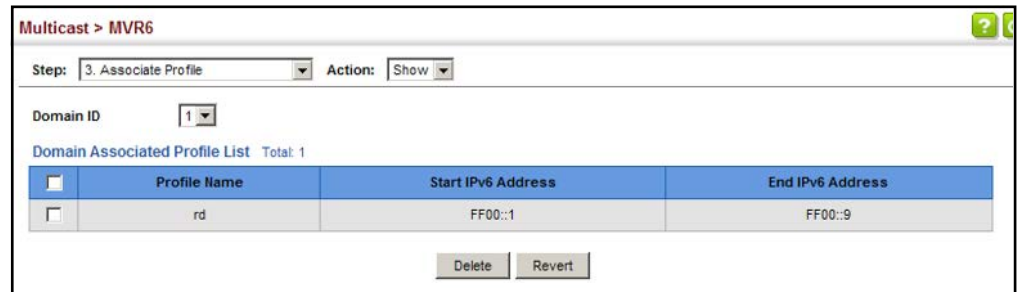 Multicast > MVR6
?
Step: 3. Associate Profile Action: Show
Domain ID 1
Domain Associated Profile List Total: 1
Profile Name Start IPv6 Address End IPv6 Address
rd FF00::1 FF00::9
Delete Revert